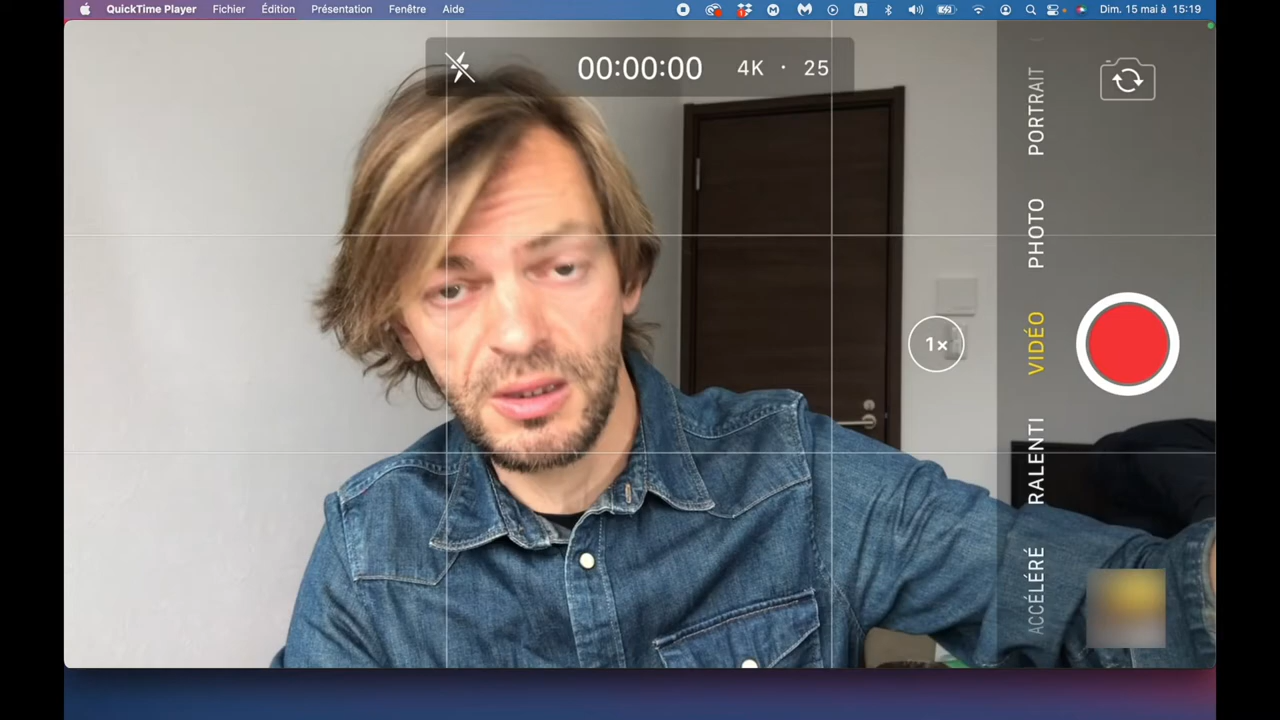 QuickTime Player Fichier Édition Présentation Fenêtre Aide
A
Dim. 15 mai à 15:19
00:00:00 4K · 25
PORTRAIT
PHOTO
1×
VIDÉO
RALENTI
ACCÉLÉRÉ